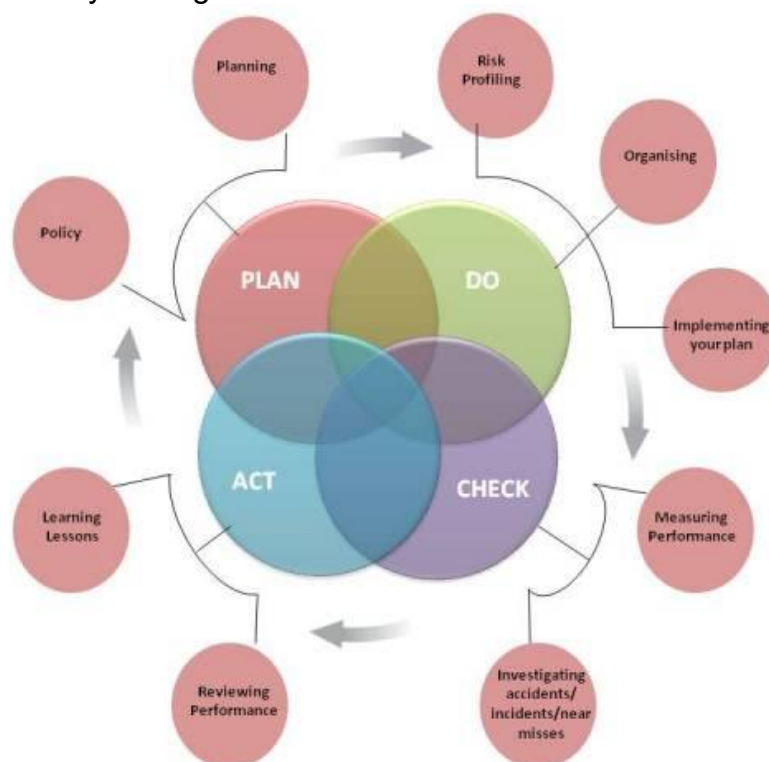 Planning
Risk
Profiling
Organising
Policy
PLAN
DO
Implementing
your plan
ACT
CHECK
Learning
Lessons
Measuring
Performance
Reviewing
Performance
Investigating
accidents/
incidents/near
misses